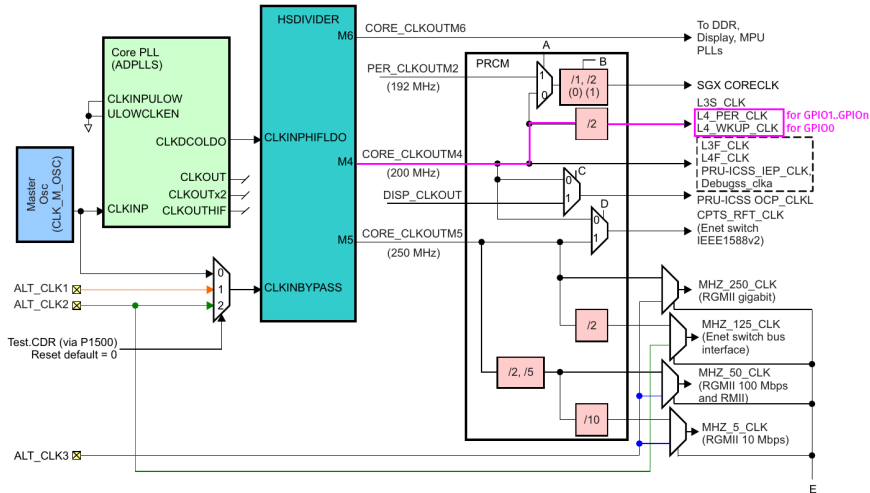 HSDIVIDER
M6
CORE_CLKOUTM6
To DDR,
Display, MPU
PLLs
Core PLL
(ADPLLS)
CLKINPULOW
ULOWCLKEN
CLKDCOLDO
CLKINPHIFLDO
CLKOUT
CLKOUTx2
CLKOUTHIF
CLKINP
Master
Osc
(CLK_M_OSC)
PRCM
A
B
PER_CLKOUTM2
(192 MHz)
1
0
/1, /2
(0) (1)
SGX CORECLK
/2
L3S_CLK
L4_PER_CLK
for GPIO1..GPIOn
L4_WKUP_CLK
for GPIO0
M4
CORE_CLKOUTM4
(200 MHz)
L3F_CLK
L4F_CLK
PRU-ICSS_IEP_CLK,
Debugss_clka
DISP_CLKOUT
0
1
C
PRU-ICSS OCP_CLKL
D
0
1
CPTS_RFT_CLK
(Enet switch
IEEE1588v2)
M5
CORE_CLKOUTM5
(250 MHz)
ALT_CLK1
ALT_CLK2
0
1
2
CLKINBYPASS
Test.CDR (via P1500)
Reset default = 0
MHZ_250_CLK
(RGMII gigabit)
/2
MHZ_125_CLK
(Enet switch bus
interface)
/2, /5
MHZ_50_CLK
(RGMII 100 Mbps
and RMII)
/10
MHZ_5_CLK
(RGMII 10 Mbps)
ALT_CLK3
E